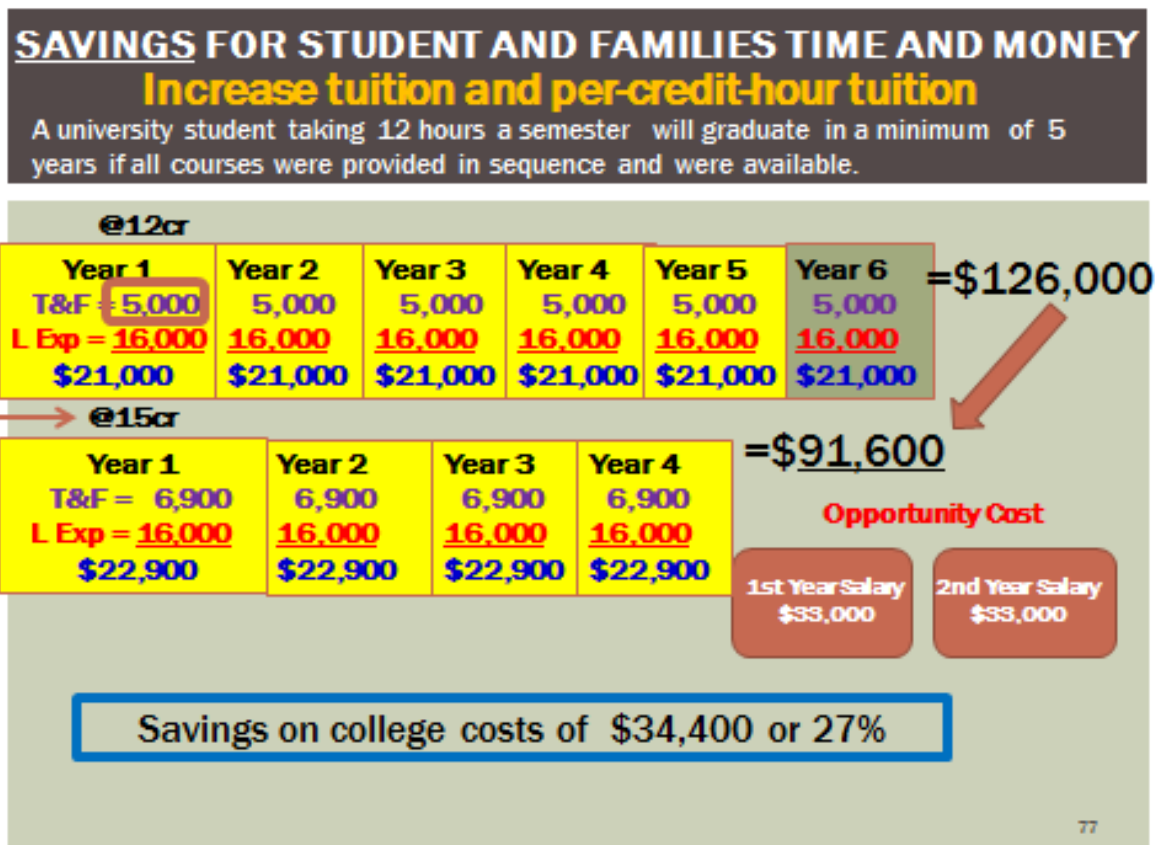 SAVINGS FOR STUDENT AND FAMILIES TIME AND MONEY
Increase tuition and per-credit-hour tuition
A university student taking 12 hours a semester will graduate in a minimum of 5
years if all courses were provided in sequence and were available.
@12cr
Year 1 Year 2 Year 3 Year 4 Year 5 Year 6
T&F = 5,000 5,000 5,000 5,000 5,000 5,000
L Exp = 16,000 16,000 16,000 16,000 16,000 16,000
$21,000 $21,000 $21,000 $21,000 $21,000 $21,000
=$126,000
@15cr
Year 1 Year 2 Year 3 Year 4
T&F = 6,900 6,900 6,900 6,900
L Exp = 16,000 16,000 16,000 16,000
$22,900 $22,900 $22,900 $22,900
=$91,600
Opportunity Cost
1st Year Salary
$33,000
2nd Year Salary
$33,000
Savings on college costs of $34,400 or 27%
77